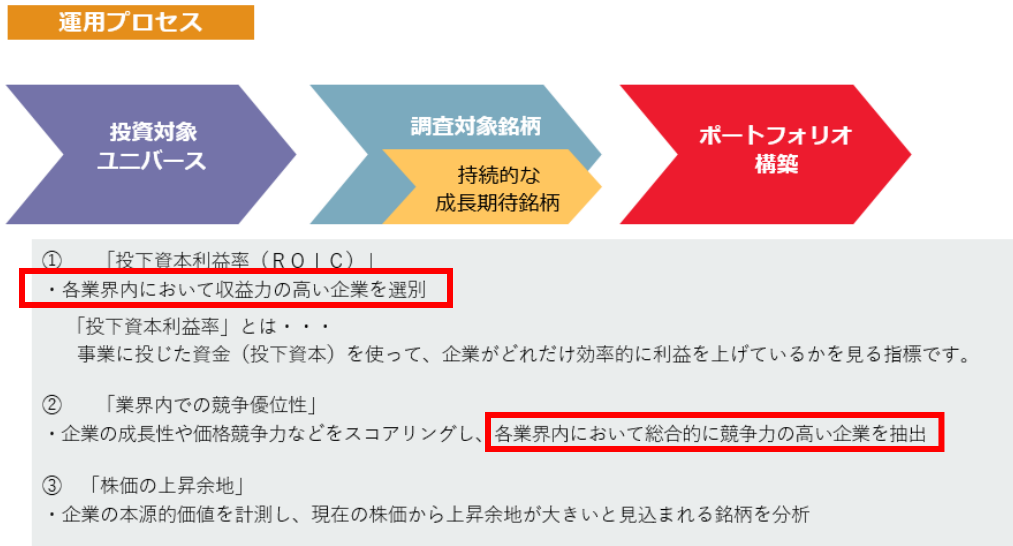 運用プロセス
投資対象
ユニバース
調査対象銘柄
持続的な
成長期待銘柄
ポートフォリオ
構築
① 「投下資本利益率（ＲＯＩＣ）」
・各業界内において収益力の高い企業を選別
「投下資本利益率」とは・・・
事業に投じた資金（投下資本）を使って、企業がどれだけ効率的に利益を上げているかを見る指標です。
② 「業界内での競争優位性」
・企業の成長性や価格競争力などをスコアリングし、各業界内において総合的に競争力の高い企業を抽出
③ 「株価の上昇余地」
・企業の本源的価値を計測し、現在の株価から上昇余地が大きいと見込まれる銘柄を分析